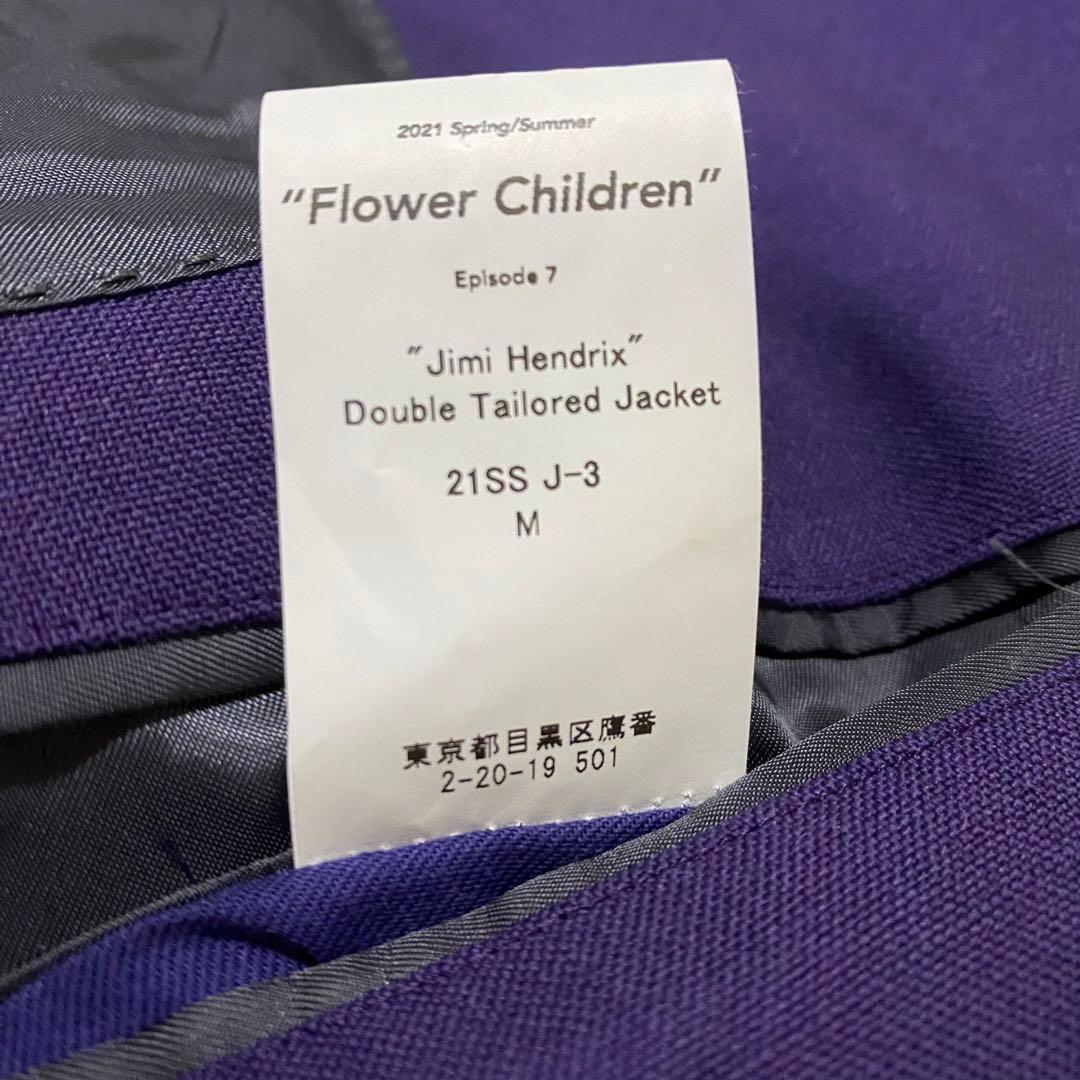 2021 Spring/Summer
"Flower Children"
Episode 7
"Jimi Hendrix"
Double Tailored Jacket
21SS J-3
M
東京都目黒区鷹番
2-20-19 501